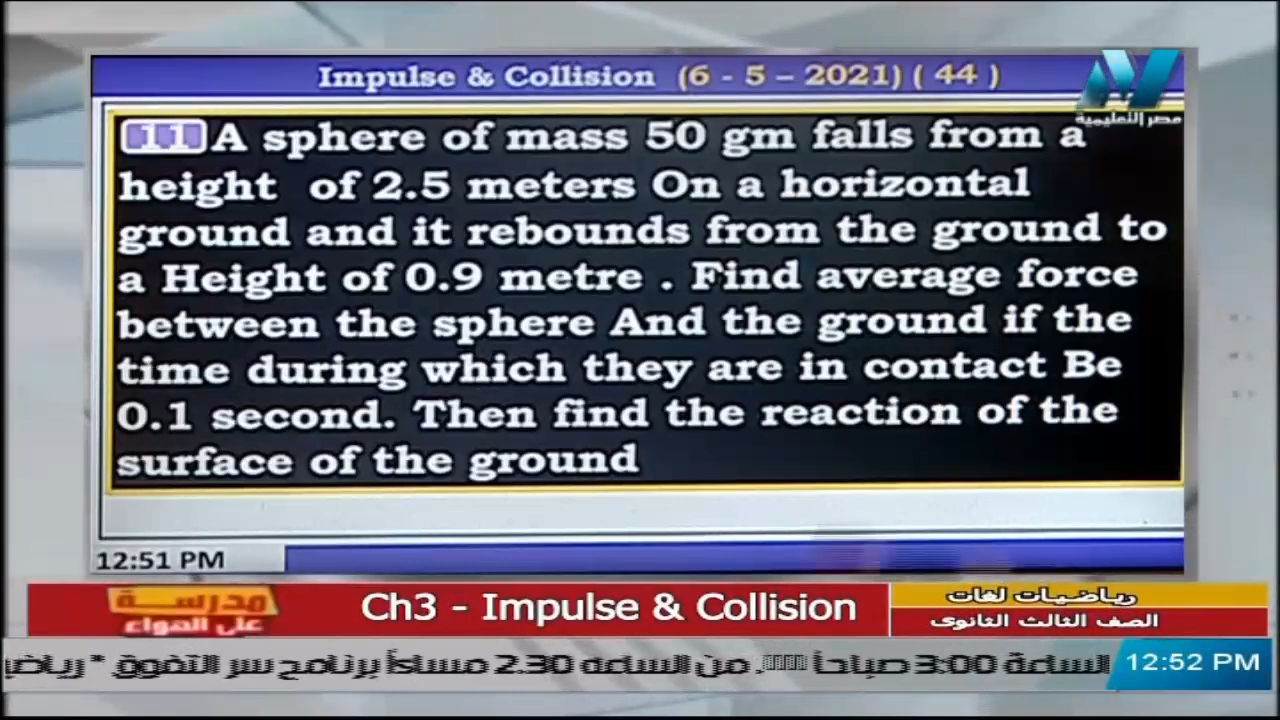 Impulse & Collision (6 - 5 – 2021) ( 44 )
مصر التعليمية
11 A sphere of mass 50 gm falls from a
height of 2.5 meters On a horizontal
ground and it rebounds from the ground to
a Height of 0.9 metre . Find average force
between the sphere And the ground if the
time during which they are in contact Be
0.1 second. Then find the reaction of the
surface of the ground
12:51 PM
مدرسة
على الهواء
Ch3 - Impulse & Collision
رياضيات لغات
الصف الثالث الثانوى
الساعة 3:00 صباحاً من الساعه 2.30 مساءاً برنامج سر التفوق "
12:52 PM